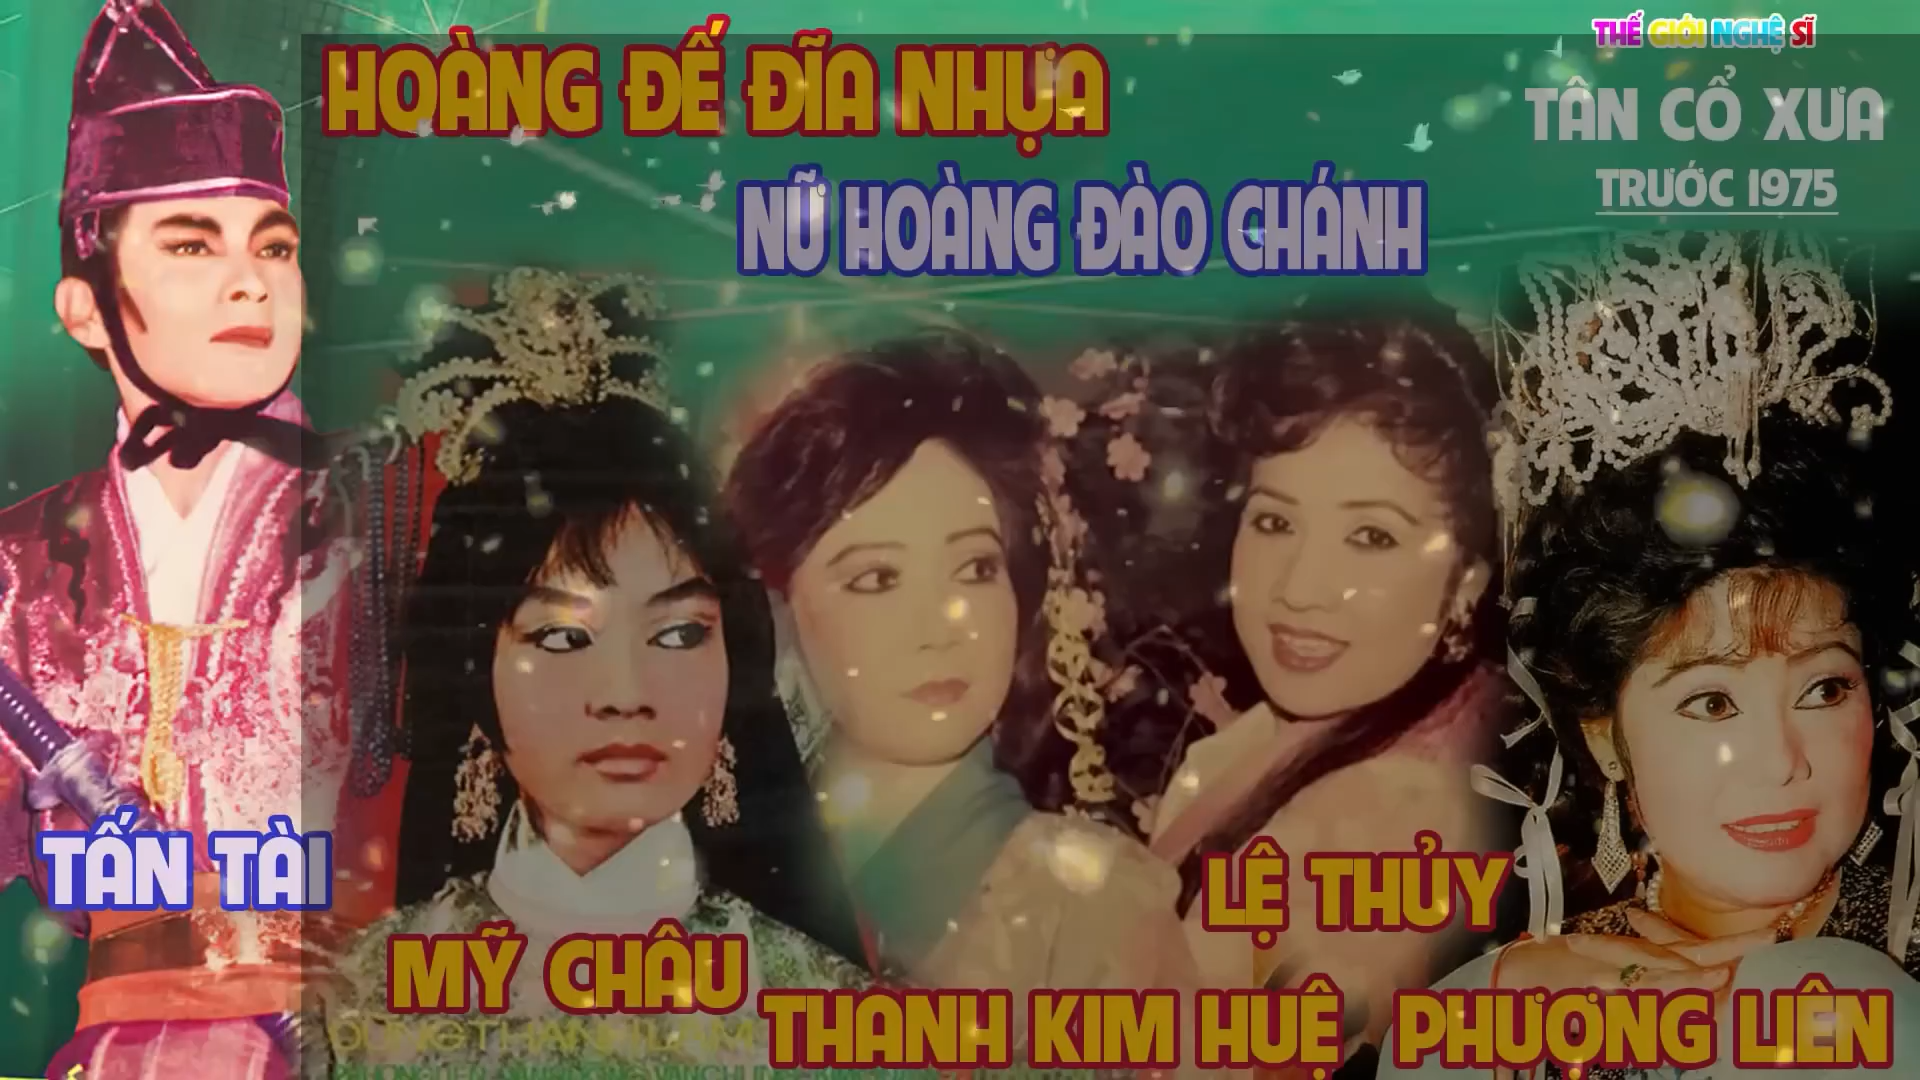 THẾ GIỚI NGHỆ SĨ
HOÀNG ĐẾ ĐĨA NHỰA
TÂN CỔ XƯA
TRƯỚC 1975
NỮ HOÀNG ĐÀO CHÁNH
TẤN TÀI
LỆ THỦY
MỸ CHÂU
THANH KIM HUỆ
PHƯỢNG LIÊN